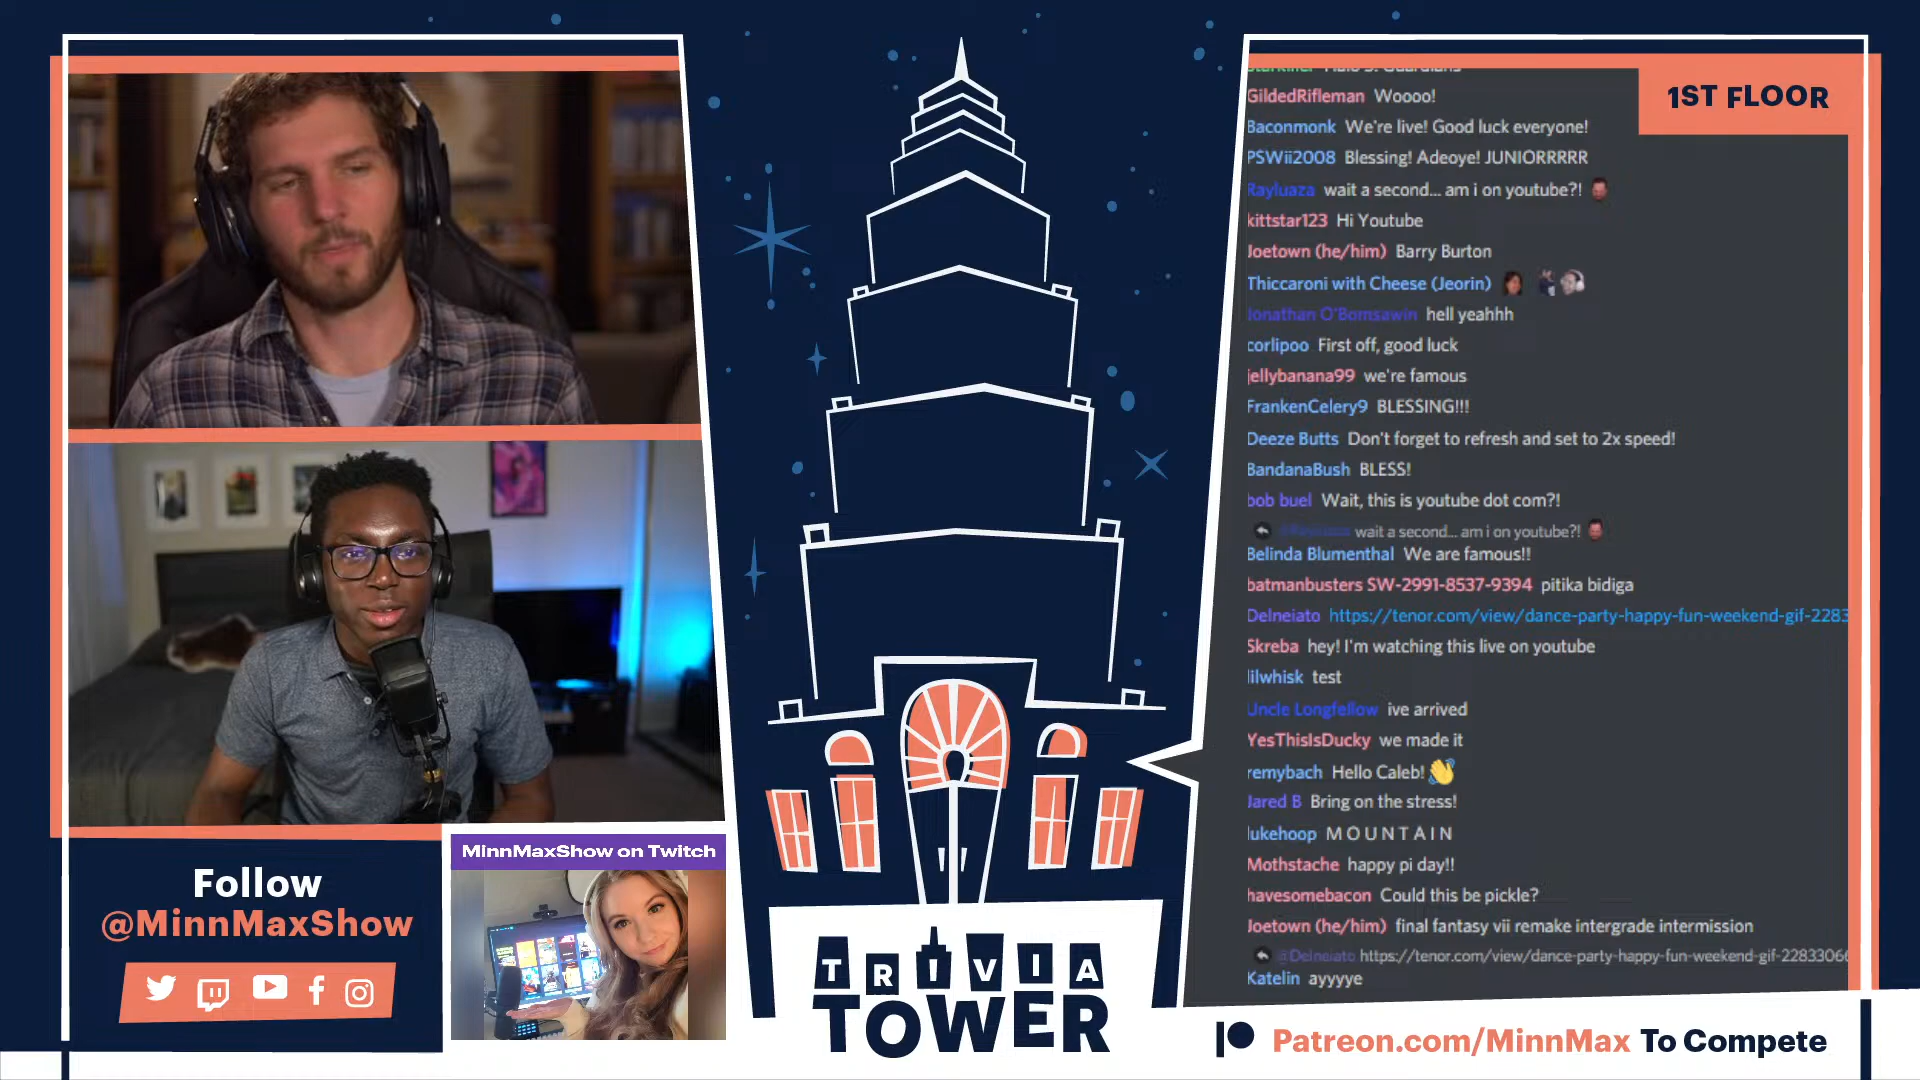 Halo 5: Guardians
1ST FLOOR
GildedRifleman Woooo!
Baconmonk We're live! Good luck everyone!
PSWii2008 Blessing! Adeoye! JUNIORRRRR
Rayluaza wait a second... am i on youtube?!
kittstar123 Hi Youtube
Joetown (he/him) Barry Burton
Thiccaroni with Cheese (Jeorin)
Jonathan O'Bomsawin hell yeahhh
corlipoo First off, good luck
jellybanana99 we're famous
FrankenCelery9 BLESSING!!!
Deeze Butts Don't forget to refresh and set to 2x speed!
BandanaBush BLESS!
bob buel Wait, this is youtube dot com?!
wait a second... am i on youtube?!
Belinda Blumenthal We are famous!!
batmanbusters SW-2991-8537-9394 pitika bidiga
Delneiato https://tenor.com/view/dance-party-happy-fun-weekend-gif-2283
Skreba hey! I'm watching this live on youtube
lilwhisk test
Uncle Longfellow ive arrived
YesThisIsDucky we made it
remybach Hello Caleb! 👋
Jared B Bring on the stress!
lukehoop M O U N T A I N
Mothstache happy pi day!!
havesomebacon Could this be pickle?
Joetown (he/him) final fantasy vii remake intergrade intermission
@Delneiato https://tenor.com/view/dance-party-happy-fun-weekend-gif-2283306
Katelin ayyyye
Follow
@MinnMaxShow
MinnMaxShow on Twitch
TRIVIA
TOWER
Patreon.com/MinnMax To Compete